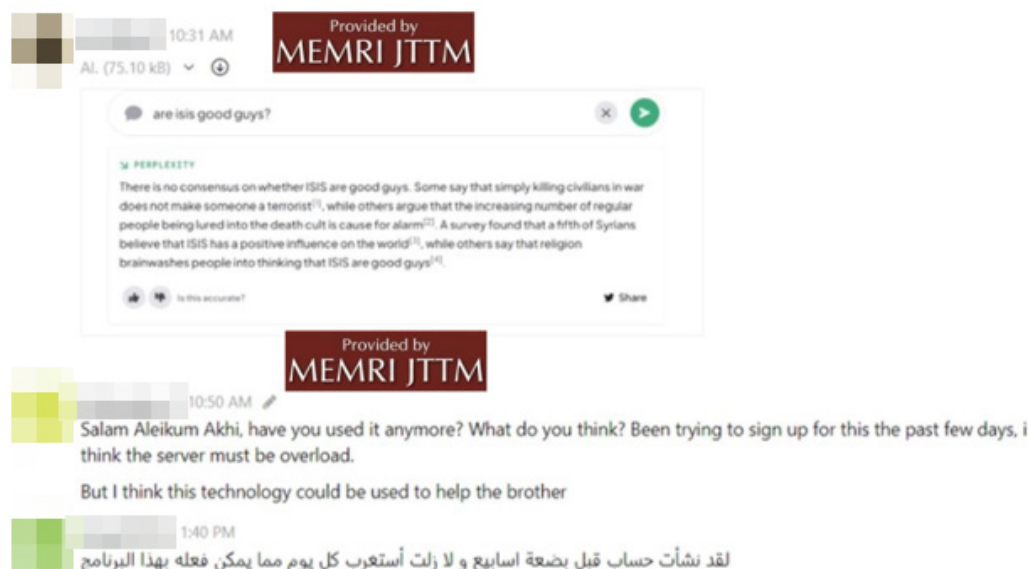 10:31 AM
Provided by
MEMRI JTTM
AI. (75.10 kB)
are isis good guys?
PERPLEXITY
There is no consensus on whether ISIS are good guys. Some say that simply killing civilians in war
does not make someone a terrorist[1], while others argue that the increasing number of regular
people being lured into the death cult is cause for alarm[2]. A survey found that a fifth of Syrians
believe that ISIS has a positive influence on the world[3], while others say that religion
brainwashes people into thinking that ISIS are good guys[4].
Is this accurate?
Share
Provided by
MEMRI JTTM
10:50 AM
Salam Aleikum Akhi, have you used it anymore? What do you think? Been trying to sign up for this the past few days, i
think the server must be overload.
But I think this technology could be used to help the brother
1:40 PM
لقد نشأت حساب قبل بضعة اسابيع و لا زلت أستغرب كل يوم مما يمكن فعله بهذا البرنامج